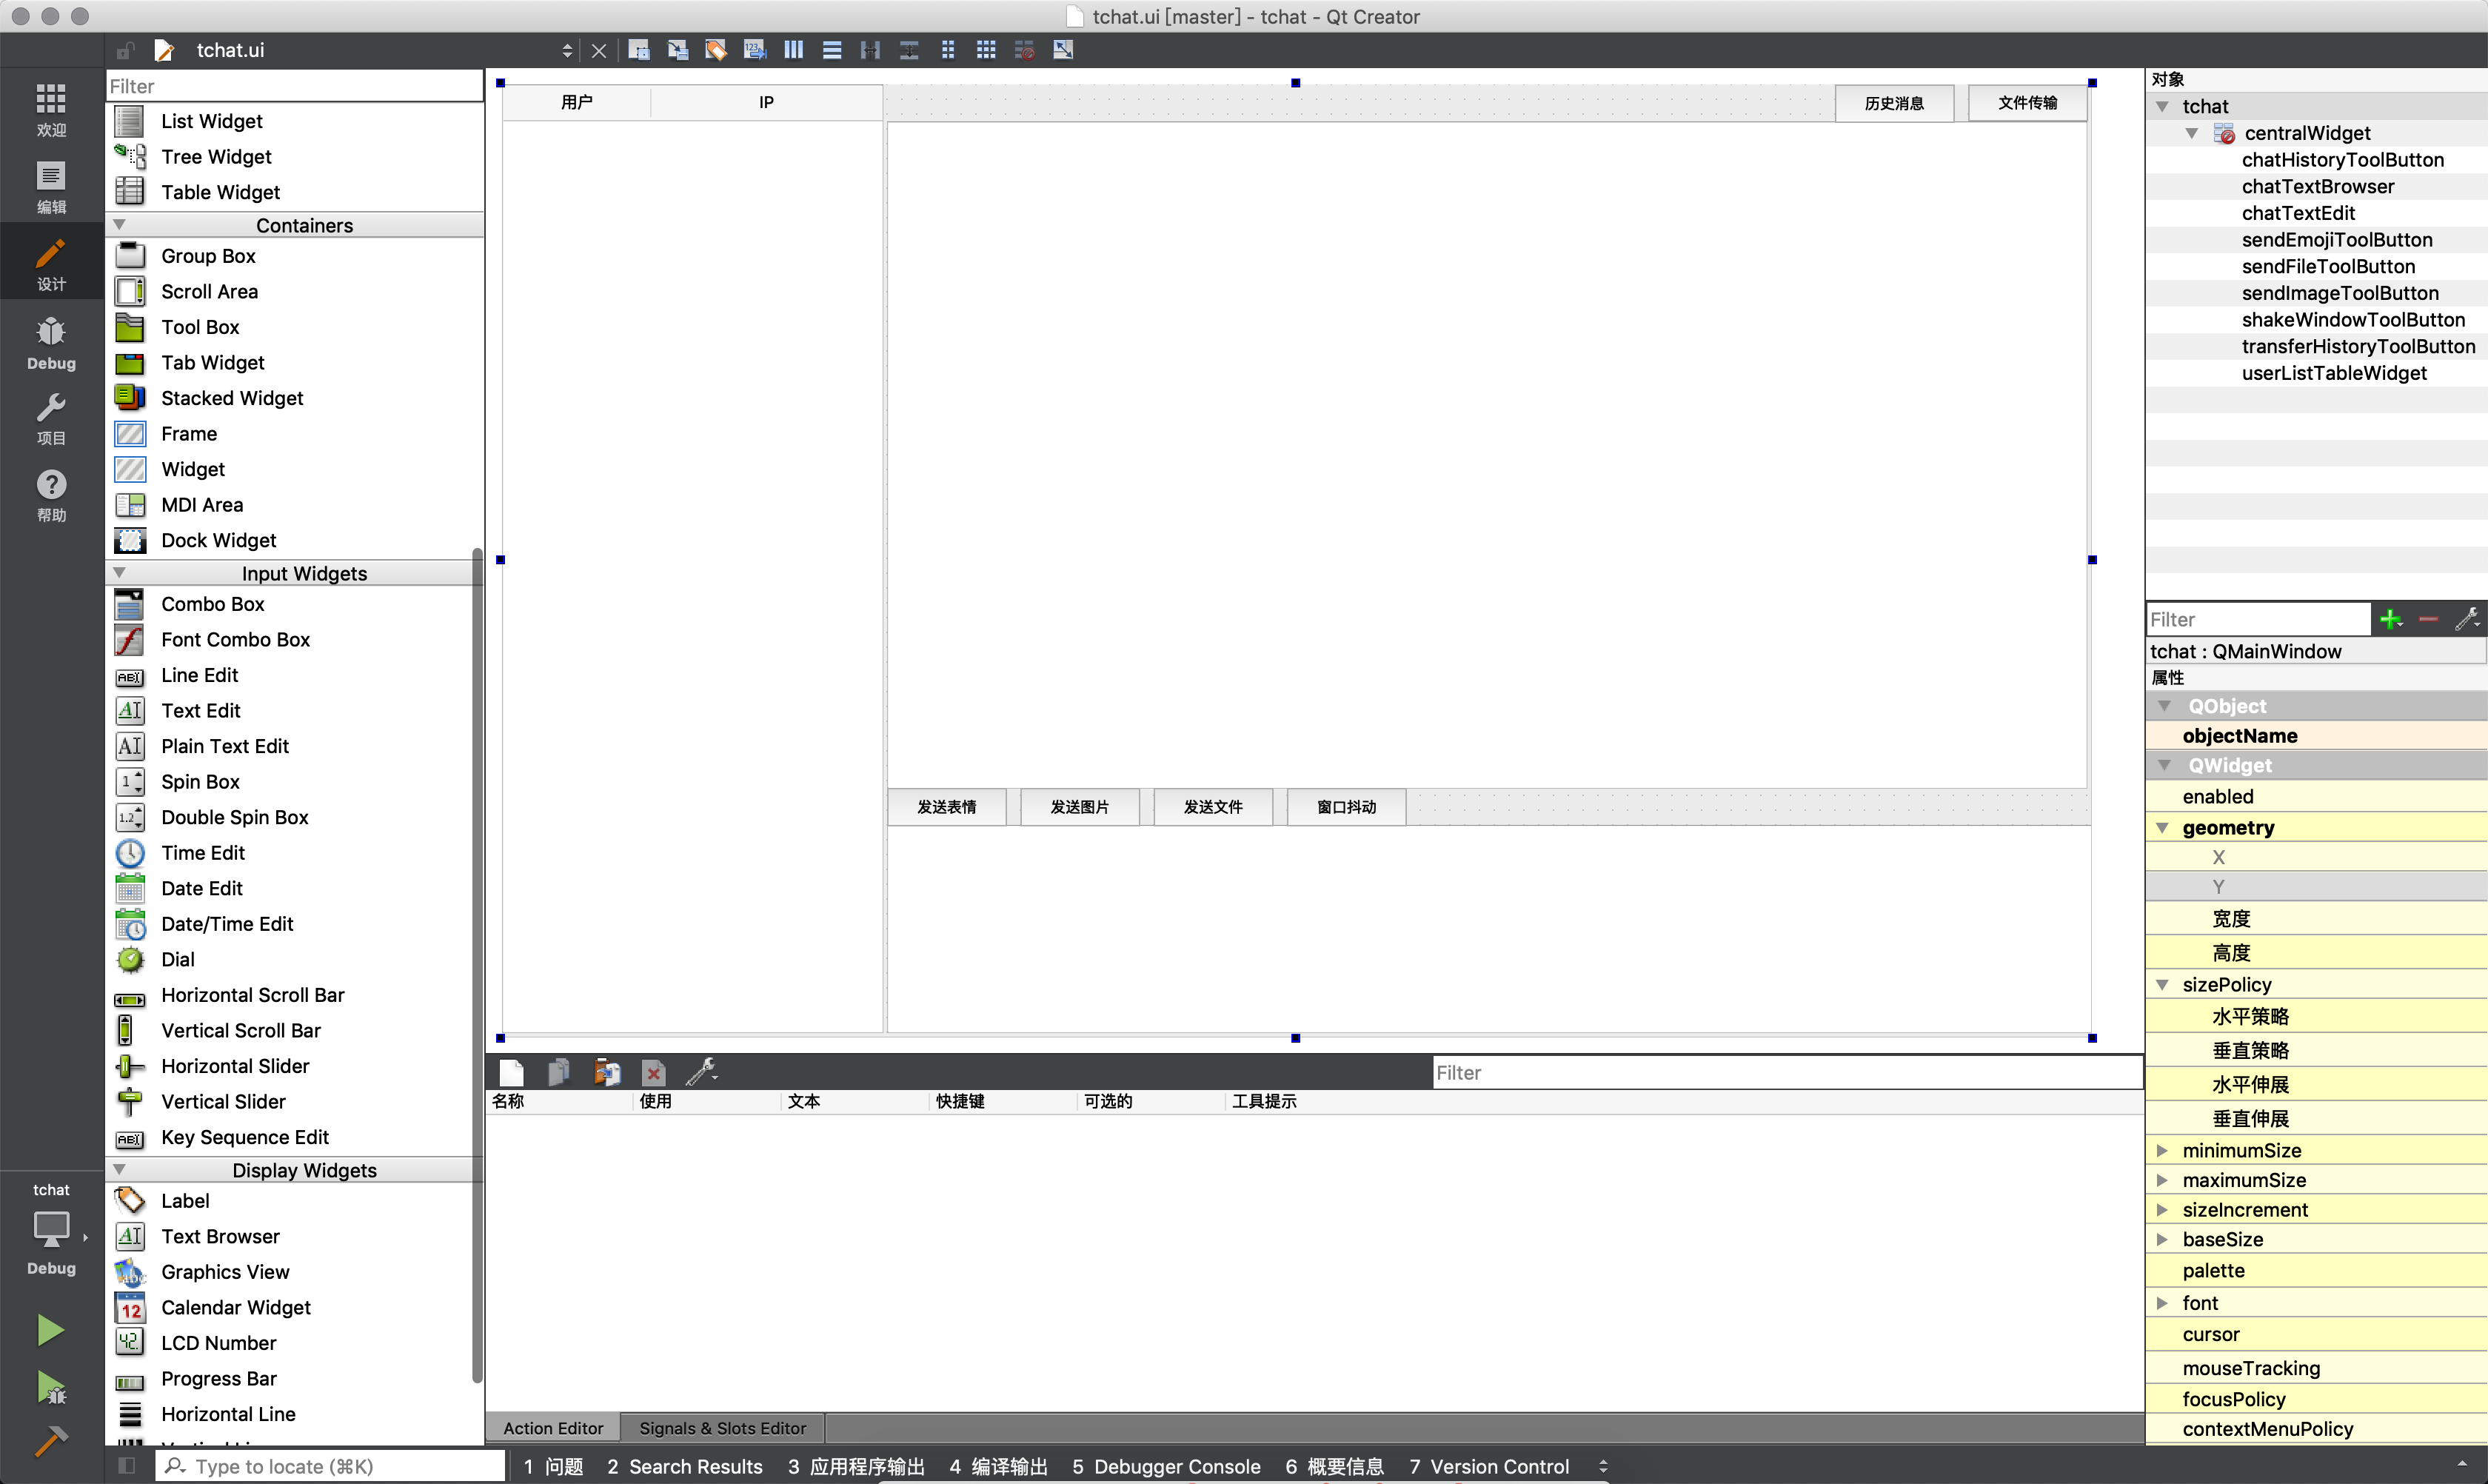 tchat.ui [master] - tchat - Qt Creator
tchat.ui
欢迎
编辑
设计
Debug
项目
帮助
tchat
Debug
Filter
List Widget
Tree Widget
Table Widget
Containers
Group Box
Scroll Area
Tool Box
Tab Widget
Stacked Widget
Frame
Widget
MDI Area
Dock Widget
Input Widgets
Combo Box
Font Combo Box
Line Edit
Text Edit
Plain Text Edit
Spin Box
Double Spin Box
Time Edit
Date Edit
Date/Time Edit
Dial
Horizontal Scroll Bar
Vertical Scroll Bar
Horizontal Slider
Vertical Slider
Key Sequence Edit
Display Widgets
Label
Text Browser
Graphics View
Calendar Widget
LCD Number
Progress Bar
Horizontal Line
用户 IP 历史消息 文件传输
发送表情 发送图片 发送文件 窗口抖动
Filter
名称 使用 文本 快捷键 可选的 工具提示
Action Editor Signals & Slots Editor
对象
tchat
centralWidget
chatHistoryToolButton
chatTextBrowser
chatTextEdit
sendEmojiToolButton
sendFileToolButton
sendImageToolButton
shakeWindowToolButton
transferHistoryToolButton
userListTableWidget
Filter
tchat : QMainWindow
属性
QObject
objectName
QWidget
enabled
geometry
X
Y
宽度
高度
sizePolicy
水平策略
垂直策略
水平伸展
垂直伸展
minimumSize
maximumSize
sizeIncrement
baseSize
palette
font
cursor
mouseTracking
focusPolicy
contextMenuPolicy
Type to locate (⌘K) 1 问题 2 Search Results 3 应用程序输出 4 编译输出 5 Debugger Console 6 概要信息 7 Version Control